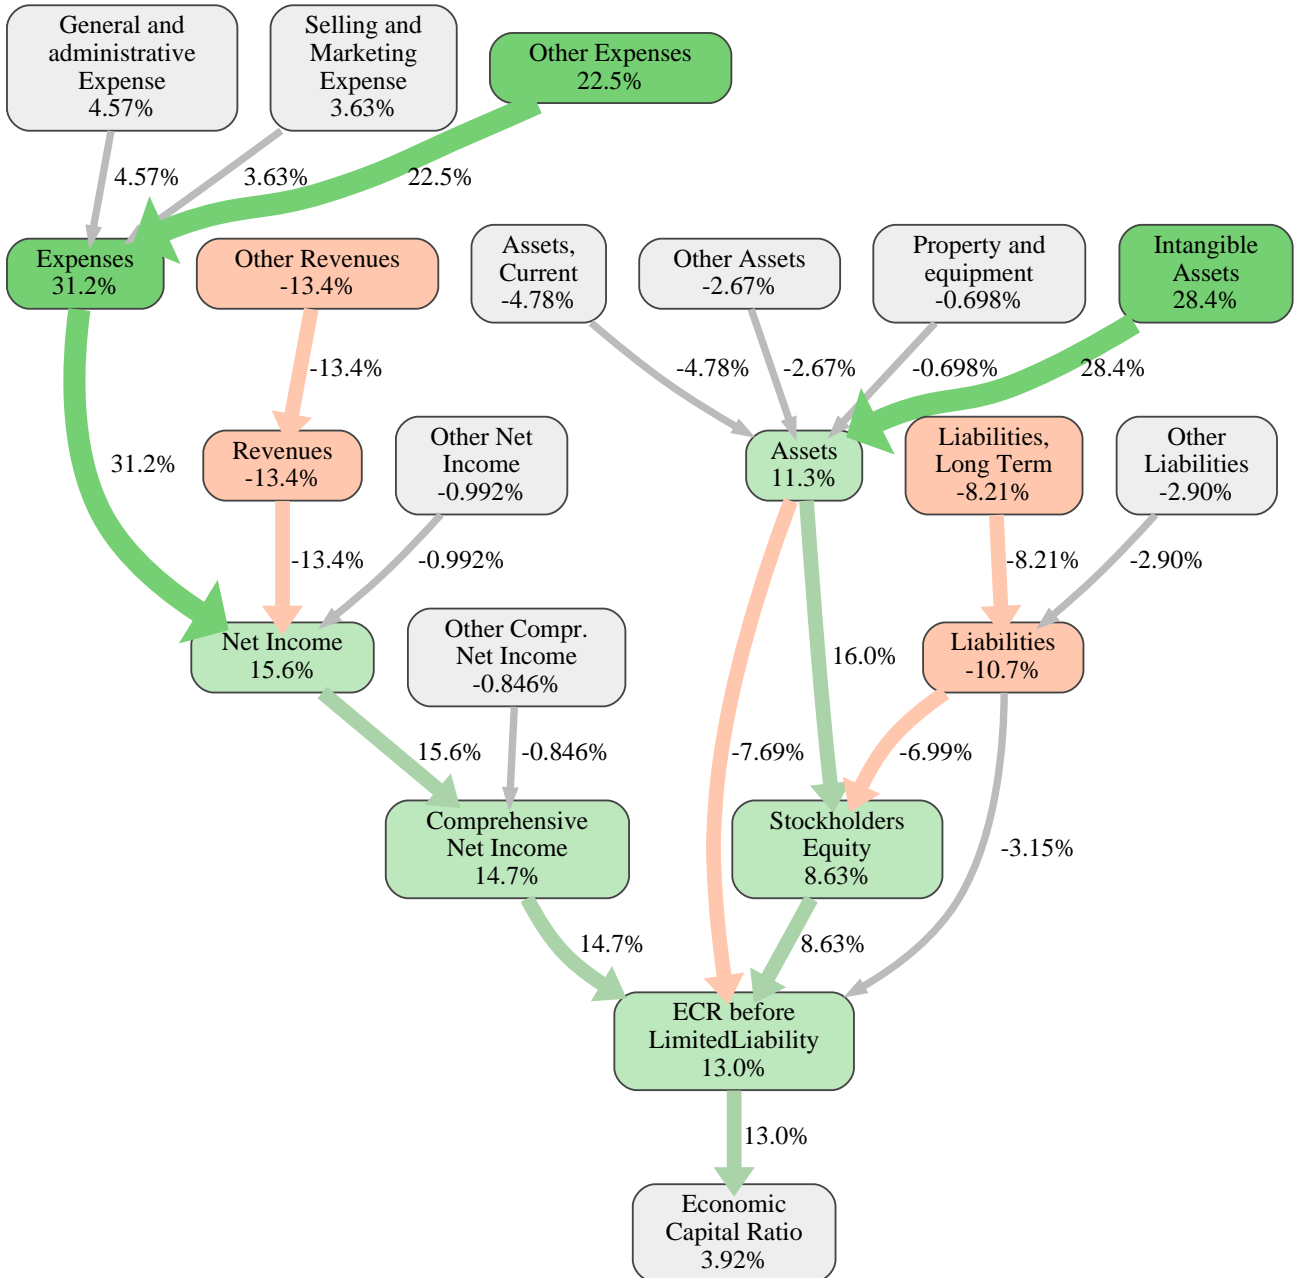 General and
administrative
Expense
4.57%
Selling and
Marketing
Expense
3.63%
Other Expenses
22.5%
4.57%
3.63%
22.5%
Expenses
31.2%
Other Revenues
-13.4%
Assets,
Current
-4.78%
Other Assets
-2.67%
Property and
equipment
-0.698%
Intangible
Assets
28.4%
-13.4%
-4.78%
-2.67%
-0.698%
28.4%
31.2%
Revenues
-13.4%
Other Net
Income
-0.992%
Assets
11.3%
Liabilities,
Long Term
-8.21%
Other
Liabilities
-2.90%
-13.4%
-0.992%
-8.21%
-2.90%
Net Income
15.6%
Other Compr.
Net Income
-0.846%
16.0%
Liabilities
-10.7%
15.6%
-0.846%
-7.69%
-6.99%
Comprehensive
Net Income
14.7%
Stockholders
Equity
8.63%
-3.15%
14.7%
8.63%
ECR before
LimitedLiability
13.0%
13.0%
Economic
Capital Ratio
3.92%